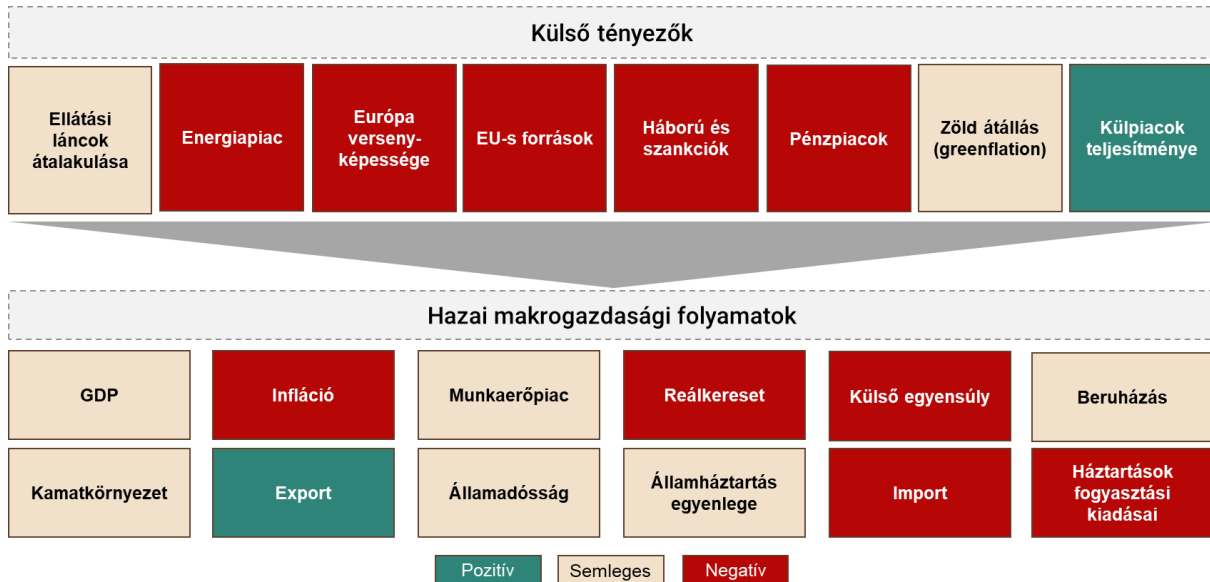 Külső tényezők
Ellátási
láncok
átalakulása
Energiapiac
Európa
verseny-
képessége
EU-s források
Háború és
szankciók
Pénzpiacok
Zöld átállás
(greenflation)
Külpiacok
teljesítménye
Hazai makrogazdasági folyamatok
GDP
Infláció
Munkaerőpiac
Reálkereset
Külső egyensúly
Beruházás
Kamatkörnyezet
Export
Államadósság
Államháztartás
egyenlege
Import
Háztartások
fogyasztási
kiadásai
Pozitív
Semleges
Negatív